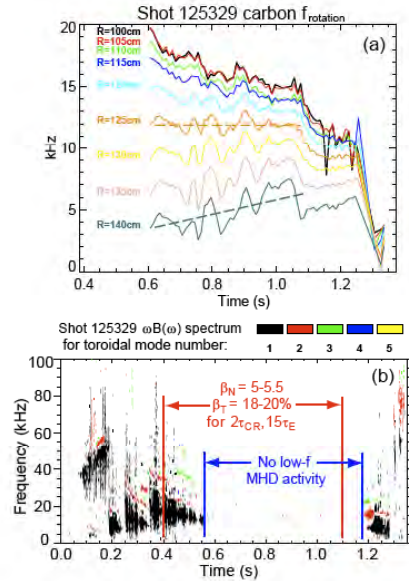 Shot 125329 carbon f rotation
(a)
R=100cm
R=105cm
R=110cm
R=115cm
R=120cm
R=125cm
R=130cm
R=135cm
R=140cm
20
15
10
5
0
kHz
0.4 0.6 0.8 1.0 1.2
Time (s)
Shot 125329 ωB(ω) spectrum
for toroidal mode number:
1 2 3 4 5
(b)
100
80
60
40
20
0
Frequency (kHz)
βN = 5-5.5
βT = 18-20%
for 2τCR, 15τE
No low-f
MHD activity
0.0 0.2 0.4 0.6 0.8 1.0 1.2
Time (s)